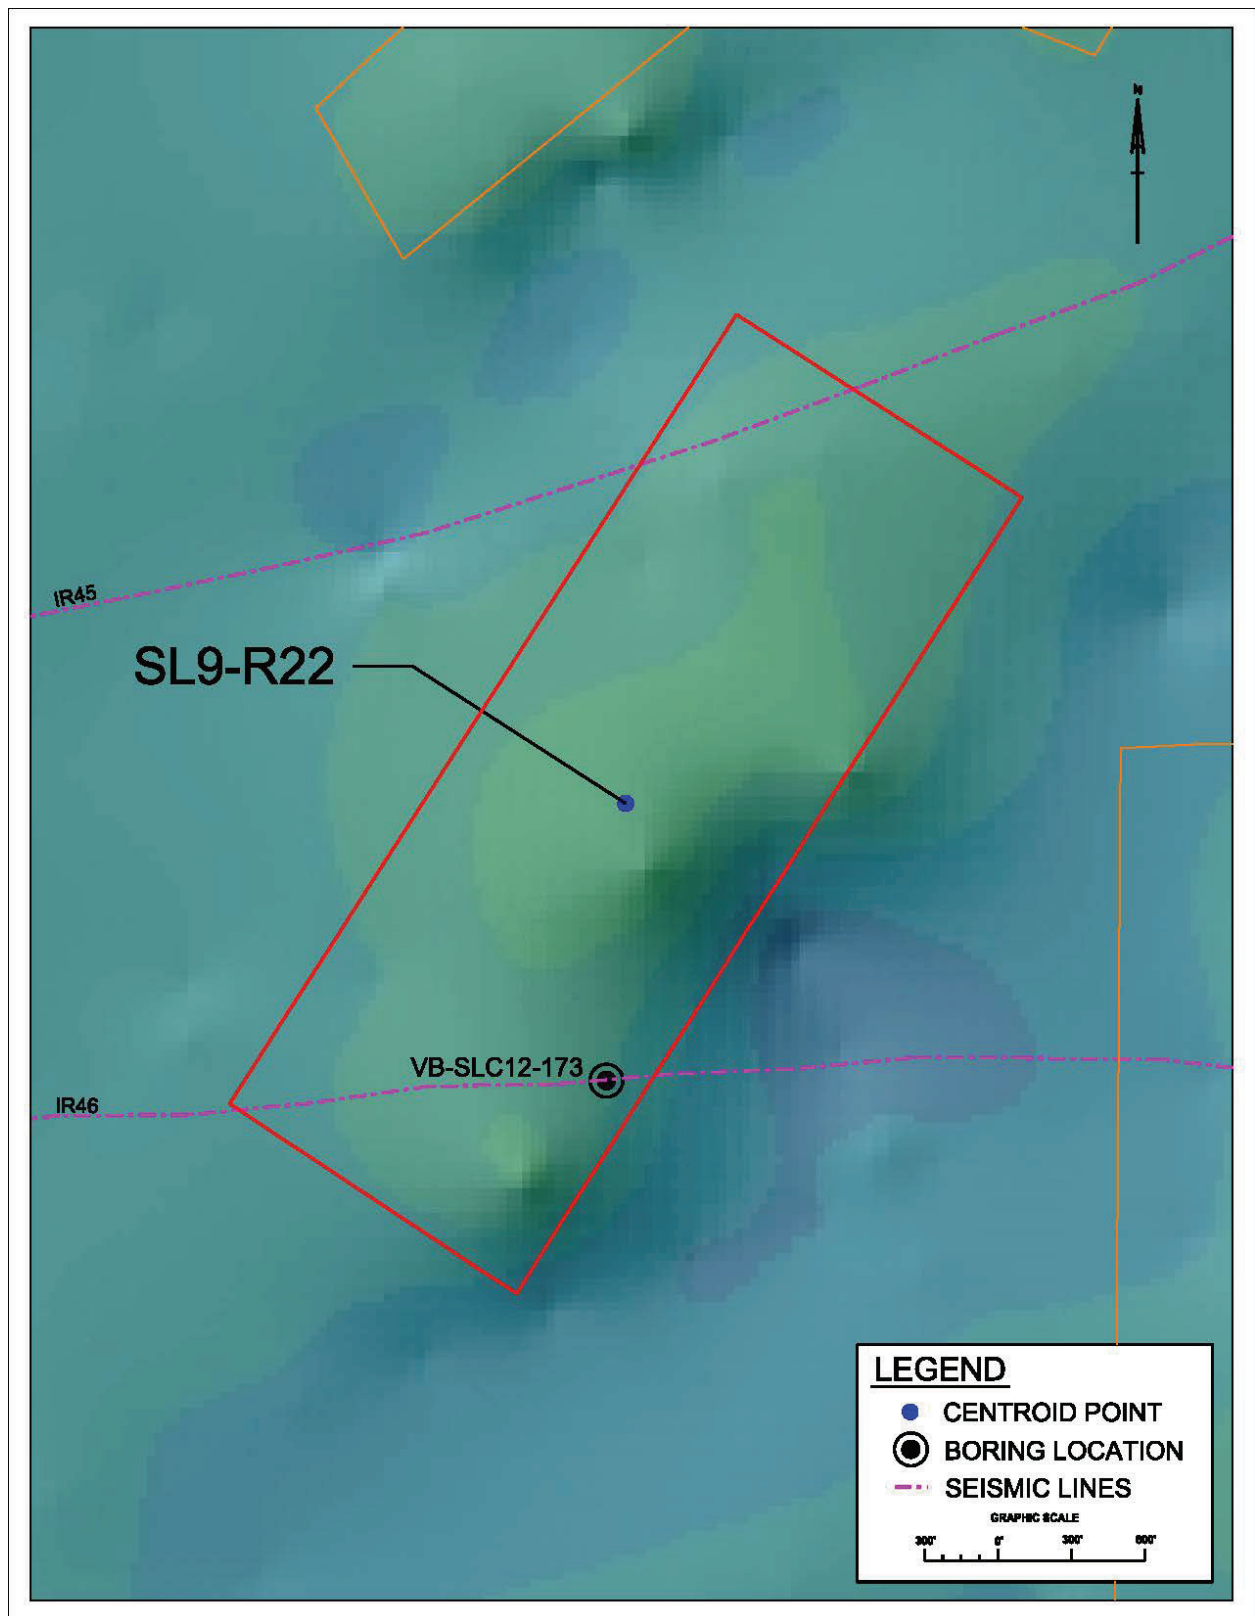 N
IR45
SL9-R22
VB-SLC12-173
IR46
LEGEND
CENTROID POINT
BORING LOCATION
SEISMIC LINES
GRAPHIC SCALE
300' 0' 300' 600'